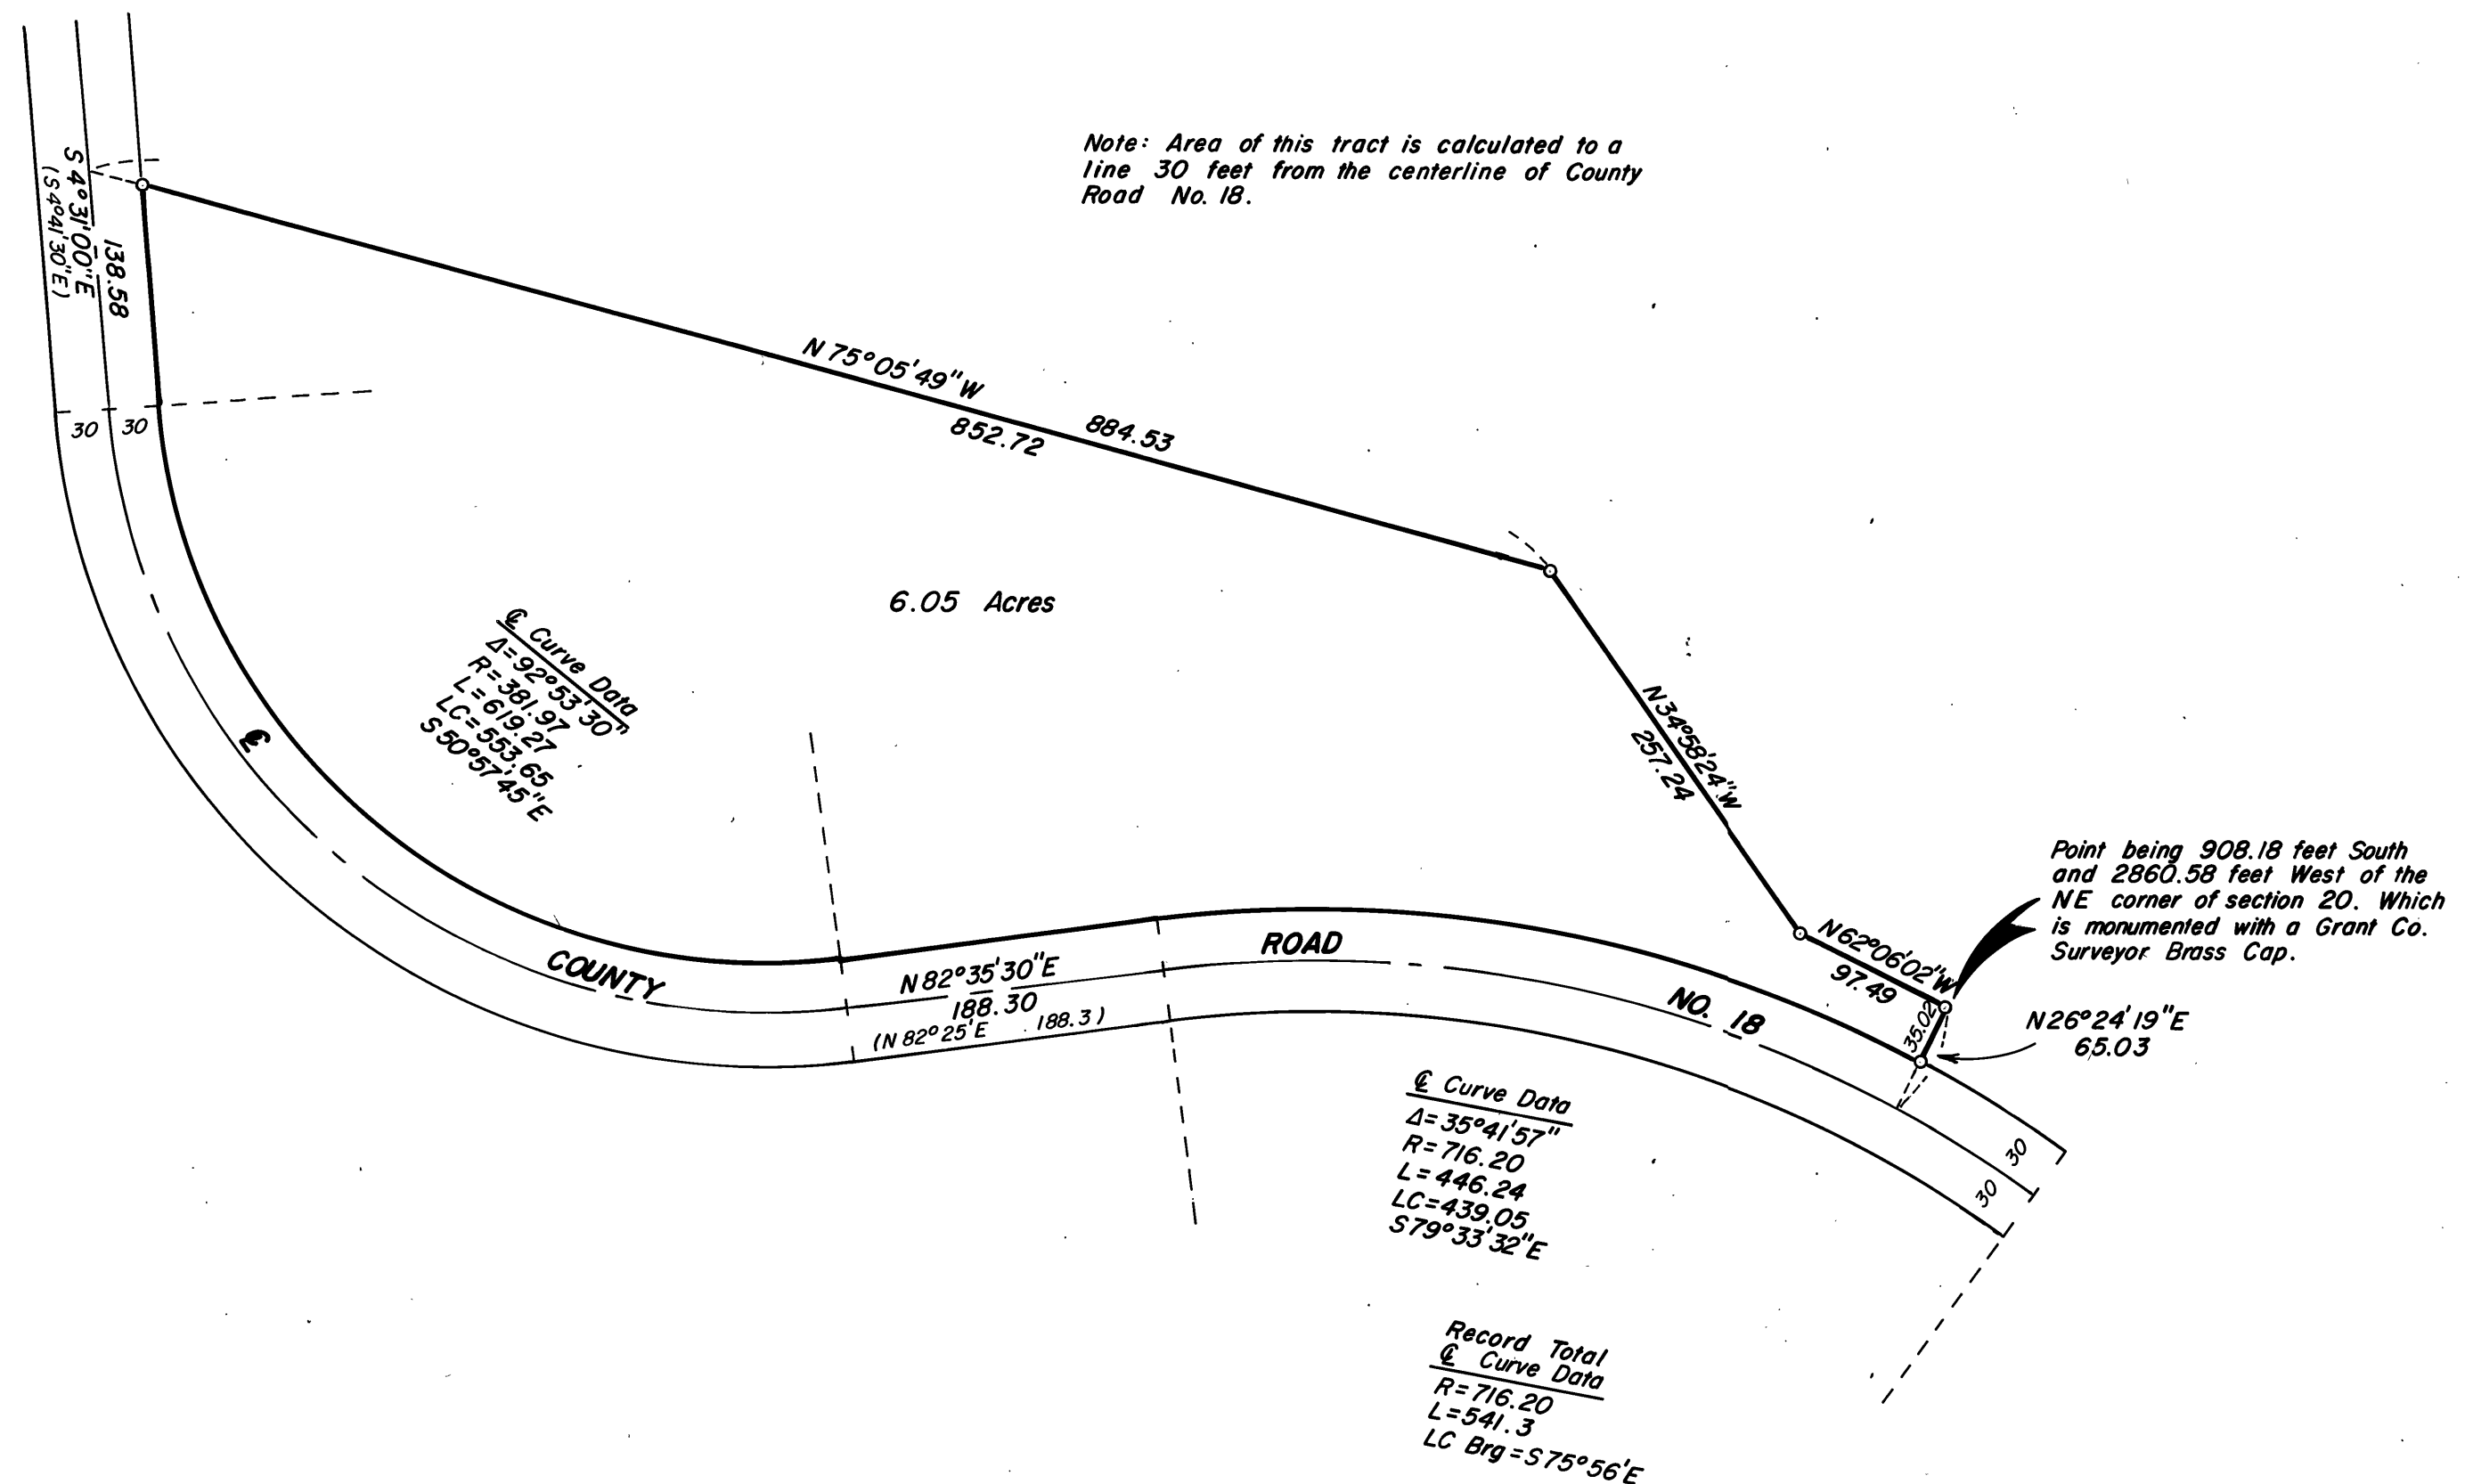 Note: Area of this tract is calculated to a
line 30 feet from the centerline of County
Road No. 18.
S 4°31'00"E
(S 4°41'30"E)
138.58
30
30
N 75°05'49"W
884.53
852.72
6.05 Acres
℄ Curve Data
Δ=92°53'30"
R=381.97
L=619.27
LC=553.65
S 50°57'45"E
N34°58'24"W
257.24
℄
COUNTY
ROAD
NO. 18
N 82°35'30"E
188.30
(N 82°25'E 188.3)
N62°06'02"W
97.49
Point being 908.18 feet South
and 2860.58 feet West of the
NE corner of section 20. Which
is monumented with a Grant Co.
Surveyor Brass Cap.
35.02
N26°24'19"E
65.03
30
30
℄ Curve Data
Δ=35°41'57"
R=716.20
L=446.24
LC=439.05
S79°33'32"E
Record Total
℄ Curve Data
R=716.20
L=541.3
LC Brg=S75°56'E